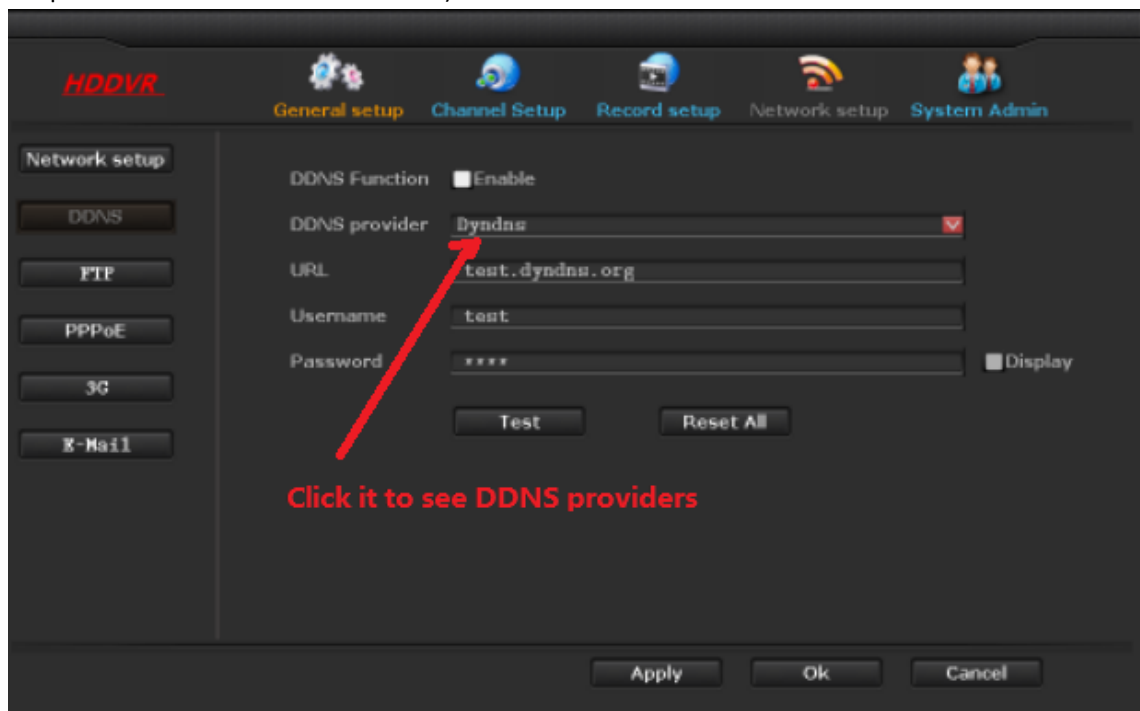 HDDVR
General setup Channel Setup Record setup Network setup System Admin
Network setup
DDNS
FTP
PPPoE
3G
E-Mail
DDNS Function Enable
DDNS provider Dyndns
URL test.dyndns.org
Username test
Password **** Display
Test Reset All
Click it to see DDNS providers
Apply Ok Cancel